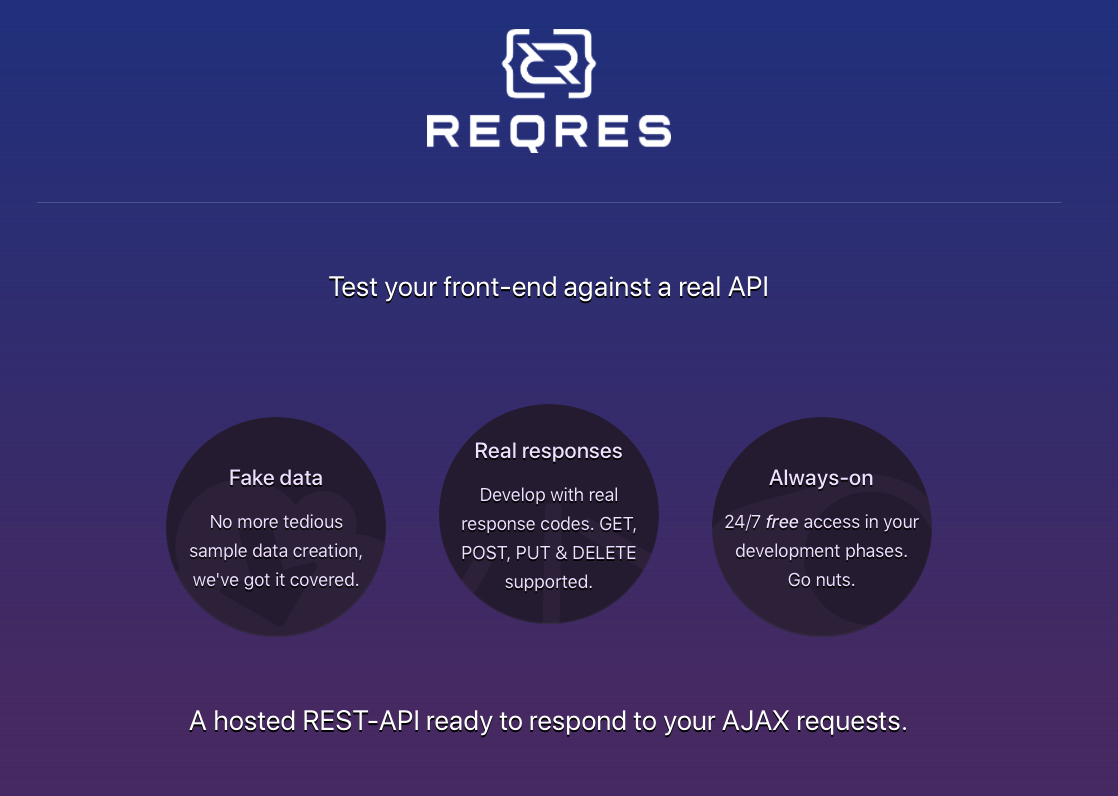 REQRES
Test your front-end against a real API
Fake data
No more tedious
sample data creation,
we've got it covered.
Real responses
Develop with real
response codes. GET,
POST, PUT & DELETE
supported.
Always-on
24/7 free access in your
development phases.
Go nuts.
A hosted REST-API ready to respond to your AJAX requests.